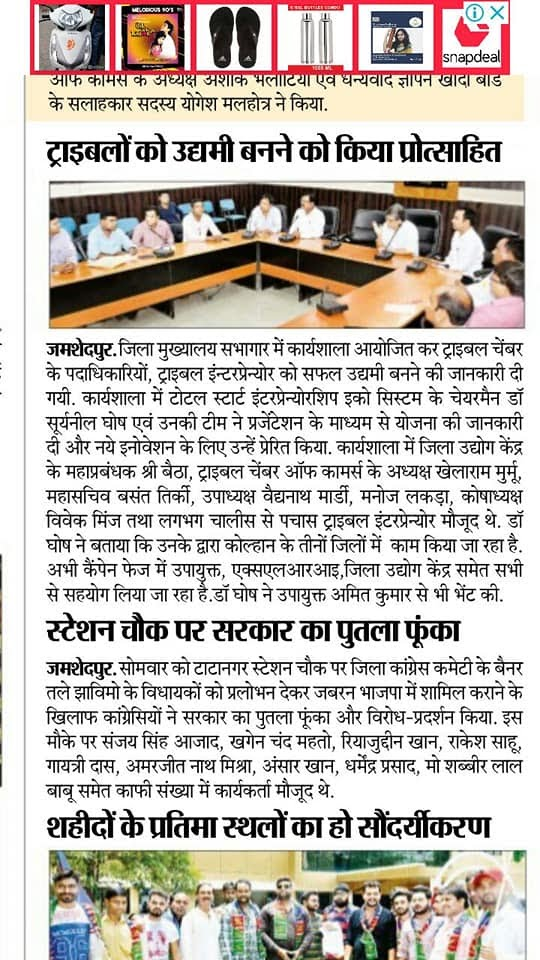 MELODIOUS 90'S
STEEL BOTTLES COMBO
1000 ML
snapdeal
ऑफ कॉमर्स के अध्यक्ष अशोक भलोटिया एवं धन्यवाद ज्ञापन खादी बोर्ड
के सलाहकार सदस्य योगेश मल्होत्र ने किया.
ट्राइबलों को उद्यमी बनने को किया प्रोत्साहित
जमशेदपुर. जिला मुख्यालय सभागार में कार्यशाला आयोजित कर ट्राइबल चेंबर
के पदाधिकारियों, ट्राइबल इंन्टरप्रेन्योर को सफल उद्यमी बनने की जानकारी दी
गयी. कार्यशाला में टोटल स्टार्ट इंटरप्रेन्योरशिप इको सिस्टम के चेयरमैन डॉ
सूर्यनील घोष एवं उनकी टीम ने प्रजेंटेशन के माध्यम से योजना की जानकारी
दी और नये इनोवेशन के लिए उन्हें प्रेरित किया. कार्यशाला में जिला उद्योग केंद्र
के महाप्रबंधक श्री बैठा, ट्राइबल चेंबर ऑफ कामर्स के अध्यक्ष खेलाराम मुर्मू,
महासचिव बसंत तिर्की, उपाध्यक्ष वैद्यनाथ मार्डी, मनोज लकड़ा, कोषाध्यक्ष
विवेक मिंज तथा लगभग चालीस से पचास ट्राइबल इंटरप्रेन्योर मौजूद थे. डॉ
घोष ने बताया कि उनके द्वारा कोल्हान के तीनों जिलों में काम किया जा रहा है.
अभी कैंपेन फेज में उपायुक्त, एक्सएलआरआइ,जिला उद्योग केंद्र समेत सभी
से सहयोग लिया जा रहा है.डॉ घोष ने उपायुक्त अमित कुमार से भी भेंट की.
स्टेशन चौक पर सरकार का पुतला फूंका
जमशेदपुर. सोमवार को टाटानगर स्टेशन चौक पर जिला कांग्रेस कमेटी के बैनर
तले झाविमो के विधायकों को प्रलोभन देकर जबरन भाजपा में शामिल कराने के
खिलाफ कांग्रेसियों ने सरकार का पुतला फूंका और विरोध-प्रदर्शन किया. इस
मौके पर संजय सिंह आजाद, खगेन चंद महतो, रियाजुद्दीन खान, राकेश साहू,
गायत्री दास, अमरजीत नाथ मिश्रा, अंसार खान, धर्मेंद्र प्रसाद, मो शब्बीर लाल
बाबू समेत काफी संख्या में कार्यकर्ता मौजूद थे.
शहीदों के प्रतिमा स्थलों का हो सौंदर्यीकरण